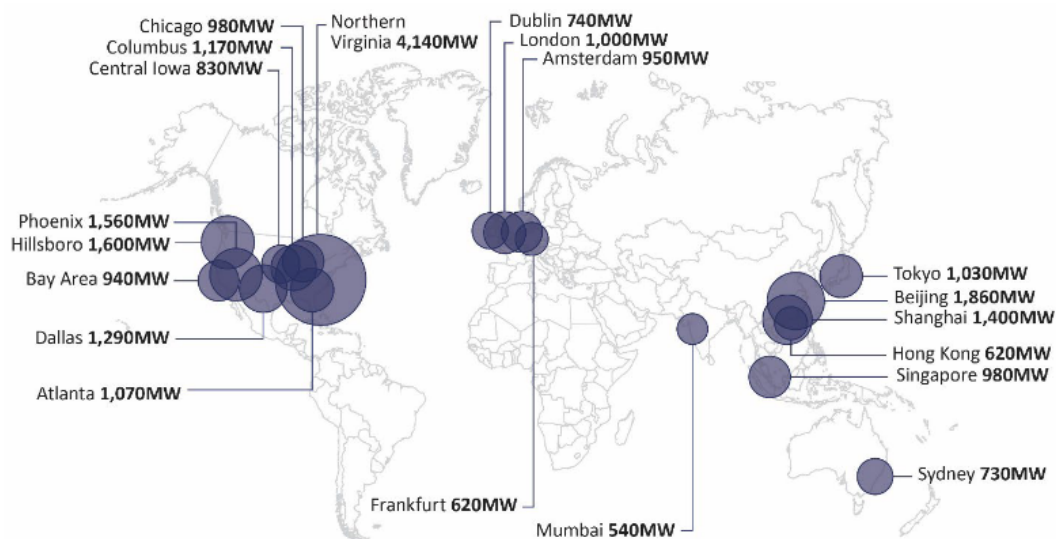 Chicago 980MW
Columbus 1,170MW
Central Iowa 830MW
Northern
Virginia 4,140MW
Dublin 740MW
London 1,000MW
Amsterdam 950MW
Phoenix 1,560MW
Hillsboro 1,600MW
Bay Area 940MW
Dallas 1,290MW
Atlanta 1,070MW
Frankfurt 620MW
Mumbai 540MW
Tokyo 1,030MW
Beijing 1,860MW
Shanghai 1,400MW
Hong Kong 620MW
Singapore 980MW
Sydney 730MW